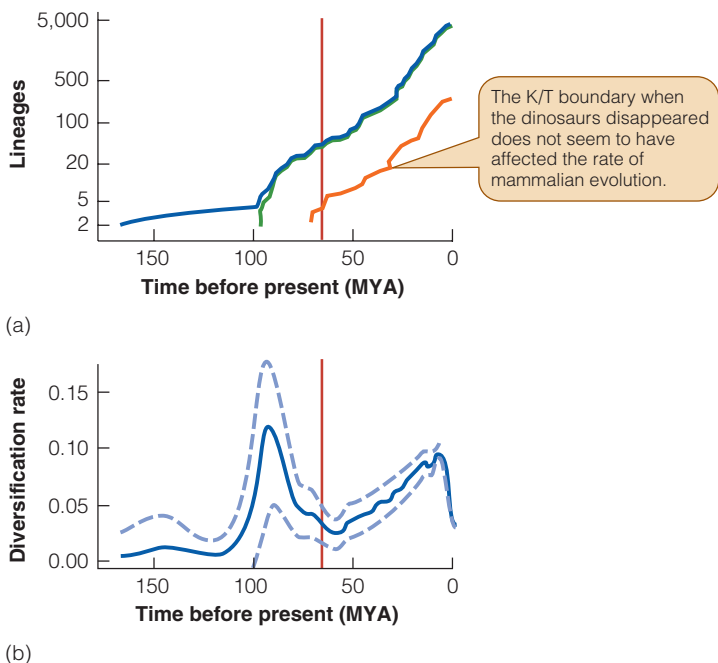 5,000
500
100
20
5
2
Lineages
150
100
50
0
Time before present (MYA)
The K/T boundary when
the dinosaurs disappeared
does not seem to have
affected the rate of
mammalian evolution.
(a)
0.15
0.10
0.05
0.00
Diversification rate
150
100
50
0
Time before present (MYA)
(b)